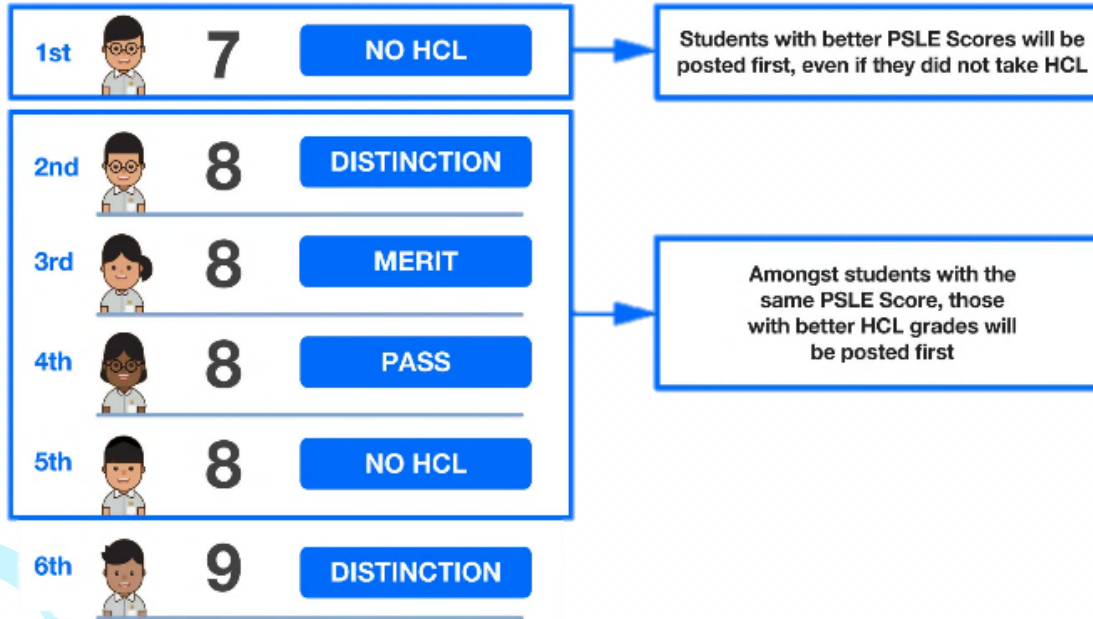 1st 7 NO HCL
Students with better PSLE Scores will be
posted first, even if they did not take HCL
2nd 8 DISTINCTION
3rd 8 MERIT
4th 8 PASS
5th 8 NO HCL
Amongst students with the
same PSLE Score, those
with better HCL grades will
be posted first
6th 9 DISTINCTION